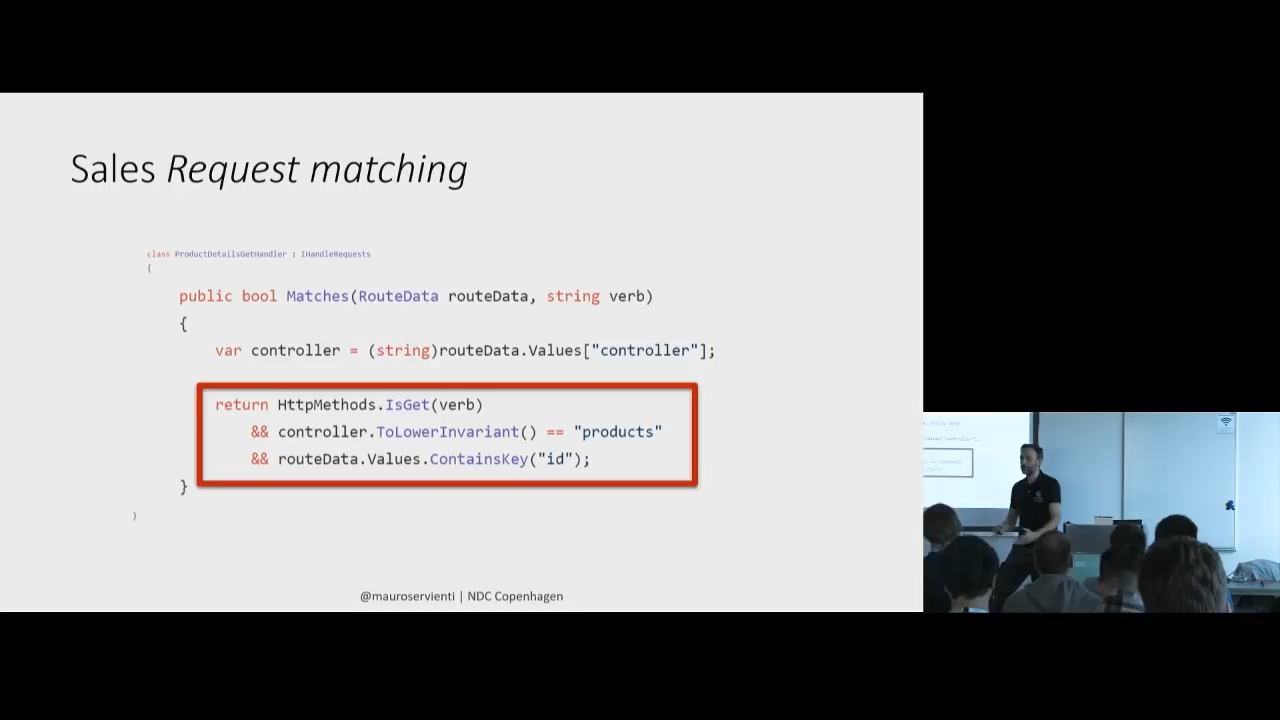 Sales Request matching
class ProductDetailsGetHandler : IHandleRequests
{
public bool Matches(RouteData routeData, string verb)
{
var controller = (string)routeData.Values["controller"];
return HttpMethods.IsGet(verb)
&& controller.ToLowerInvariant() == "products"
&& routeData.Values.ContainsKey("id");
}
}
@mauroservienti | NDC Copenhagen
NDC